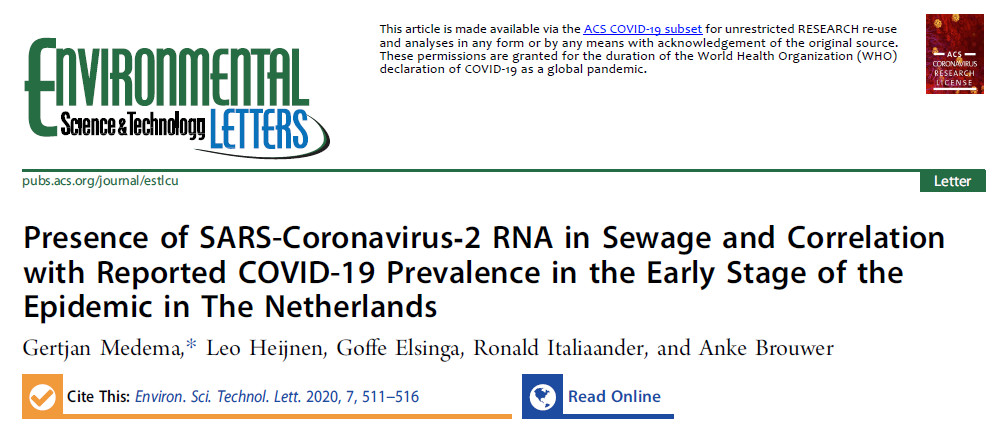 This article is made available via the ACS COVID-19 subset for unrestricted RESEARCH re-use
and analyses in any form or by any means with acknowledgement of the original source.
These permissions are granted for the duration of the World Health Organization (WHO)
declaration of COVID-19 as a global pandemic.
ACS
CORONAVIRUS
RESEARCH
LICENSE
ENVIRONMENTAL
Science & Technology
LETTERS
pubs.acs.org/journal/estlcu
Letter
Presence of SARS-Coronavirus-2 RNA in Sewage and Correlation
with Reported COVID-19 Prevalence in the Early Stage of the
Epidemic in The Netherlands
Gertjan Medema,* Leo Heijnen, Goffe Elsinga, Ronald Italiaander, and Anke Brouwer
Cite This: Environ. Sci. Technol. Lett. 2020, 7, 511–516
Read Online